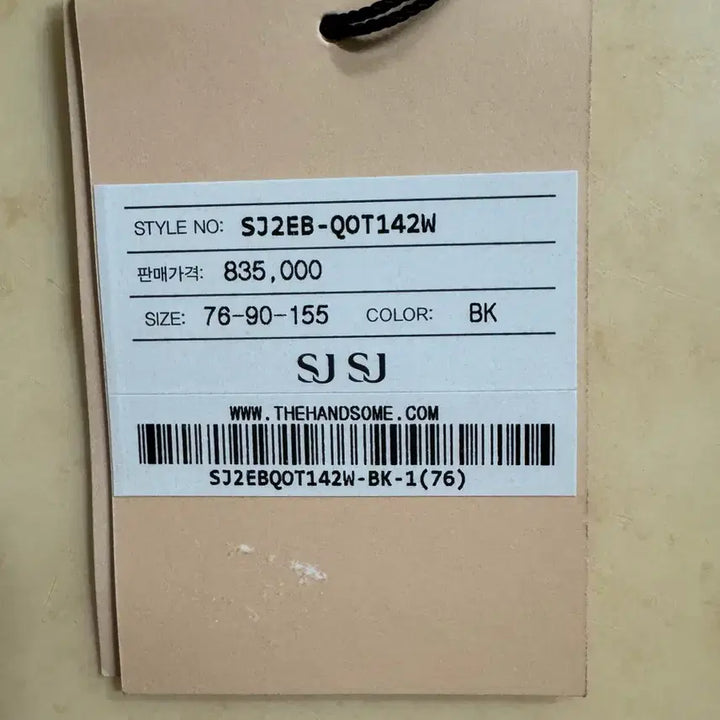 STYLE NO: SJ2EB-QOT142W
판매가격: 835,000
SIZE: 76-90-155 COLOR: BK
SJ SJ
WWW.THEHANDSOME.COM
SJ2EBQOT142W-BK-1(76)